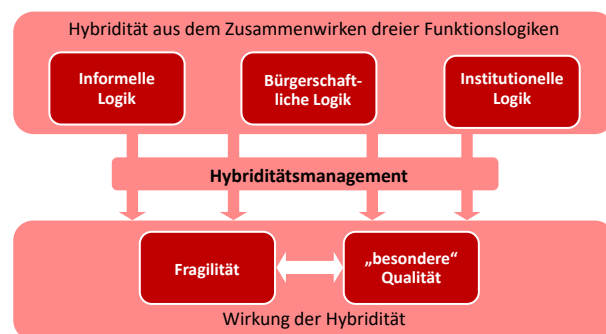 Hybridität aus dem Zusammenwirken dreier Funktionslogiken
Informelle
Logik
Bürgerschaft-
liche Logik
Institutionelle
Logik
Hybriditätsmanagement
Fragilität
„besondere“
Qualität
Wirkung der Hybridität